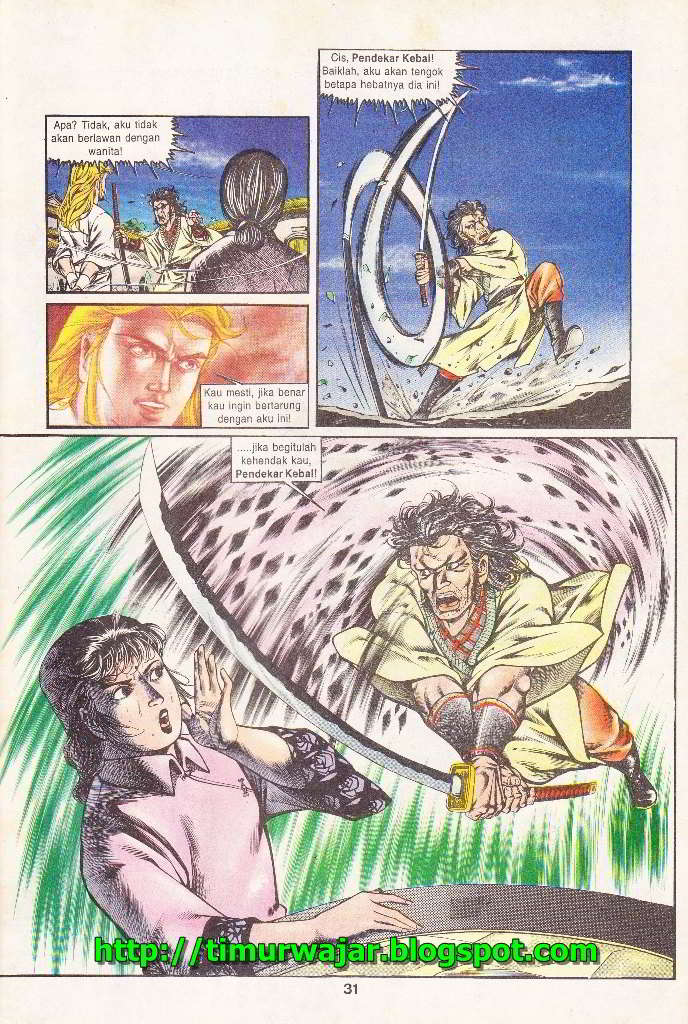 Apa? Tidak, aku tidak
akan berlawan dengan
wanita!
Kau mesti, jika benar
kau ingin bertarung
dengan aku ini!
Cis, Pendekar Kebal!
Baiklah, aku akan tengok
betapa hebatnya dia ini!
.....jika begitulah
kehendak kau,
Pendekar Kebal!
http://timurwajar.blogspot.com
31